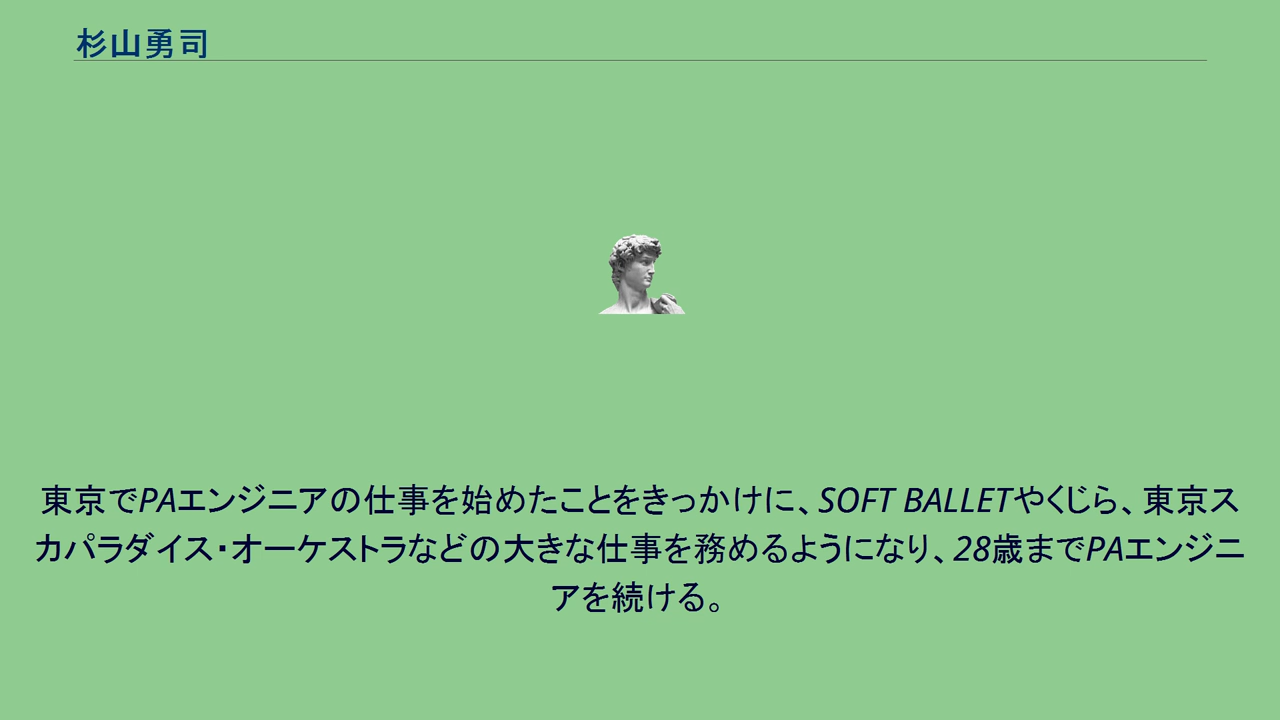 杉山勇司
東京でPAエンジニアの仕事を始めたことをきっかけに、SOFT BALLETやくじら、東京ス
カパラダイス・オーケストラなどの大きな仕事を務めるようになり、28歳までPAエンジニ
アを続ける。